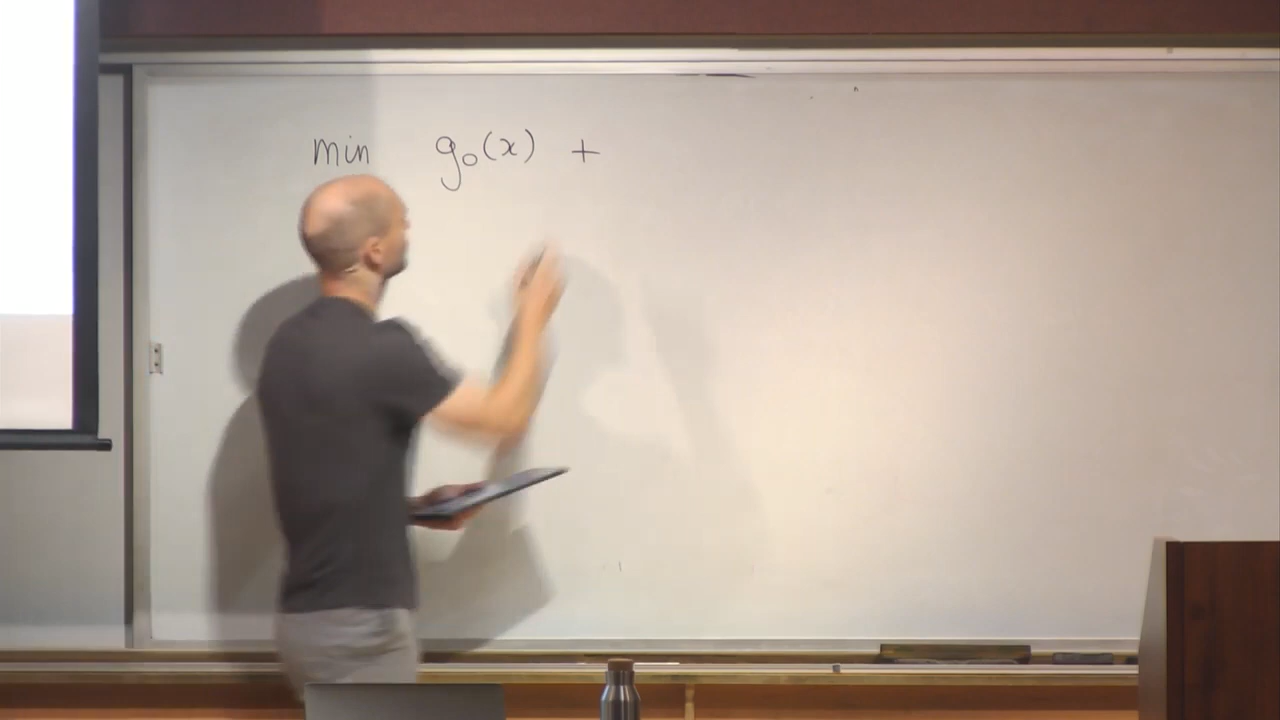 min g₀(x) +